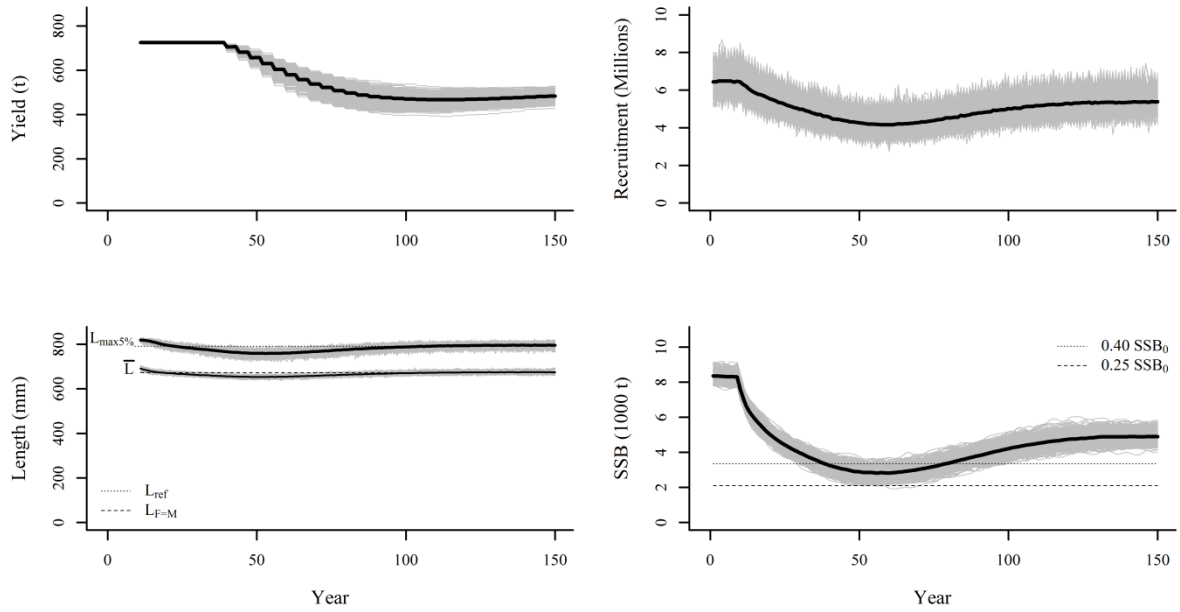 Yield (t)
800
600
400
200
0
0 50 100 150
Recruitment (Millions)
10
8
6
4
2
0
0 50 100 150
Length (mm)
800
600
400
200
0
Lmax5%
L̅
Lref
LF=M
0 50 100 150
Year
SSB (1000 t)
10
8
6
4
2
0
0.40 SSB0
0.25 SSB0
0 50 100 150
Year